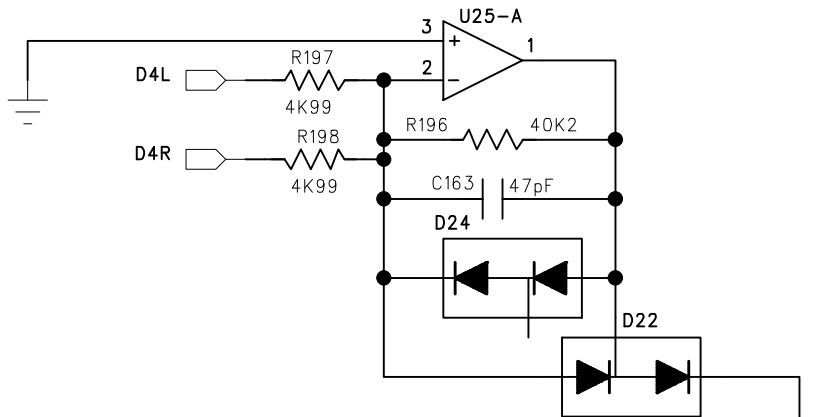 U25-A
3
+
1
R197
D4L
2
-
4K99
R196
40K2
R198
D4R
4K99
C163
47pF
D24
D22